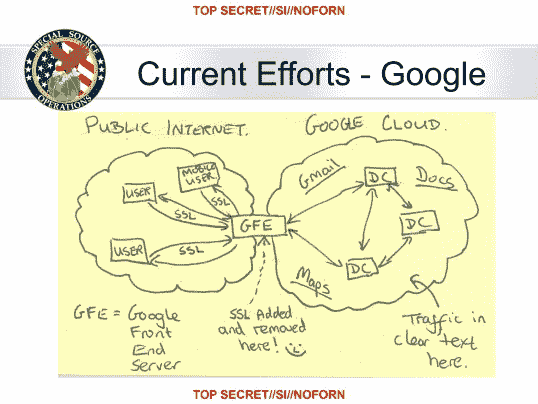 TOP SECRET//SI//NOFORN
SPECIAL SOURCE
OPERATIONS
Current Efforts - Google
PUBLIC INTERNET.
GOOGLE CLOUD.
MOBILE
USER
USER
SSL
SSL
USER
SSL
GFE
Gmail
DC
Docs
DC
DC
Maps
GFE = Google
Front
End
Server
SSL Added
and removed
here!
Traffic in
clear text
here.
TOP SECRET//SI//NOFORN